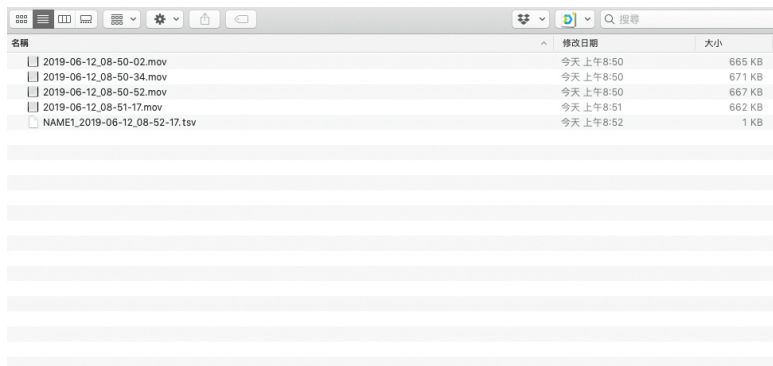 搜尋
名稱 修改日期 大小
2019-06-12_08-50-02.mov 今天 上午8:50 665 KB
2019-06-12_08-50-34.mov 今天 上午8:50 671 KB
2019-06-12_08-50-52.mov 今天 上午8:50 667 KB
2019-06-12_08-51-17.mov 今天 上午8:51 662 KB
NAME1_2019-06-12_08-52-17.tsv 今天 上午8:52 1 KB